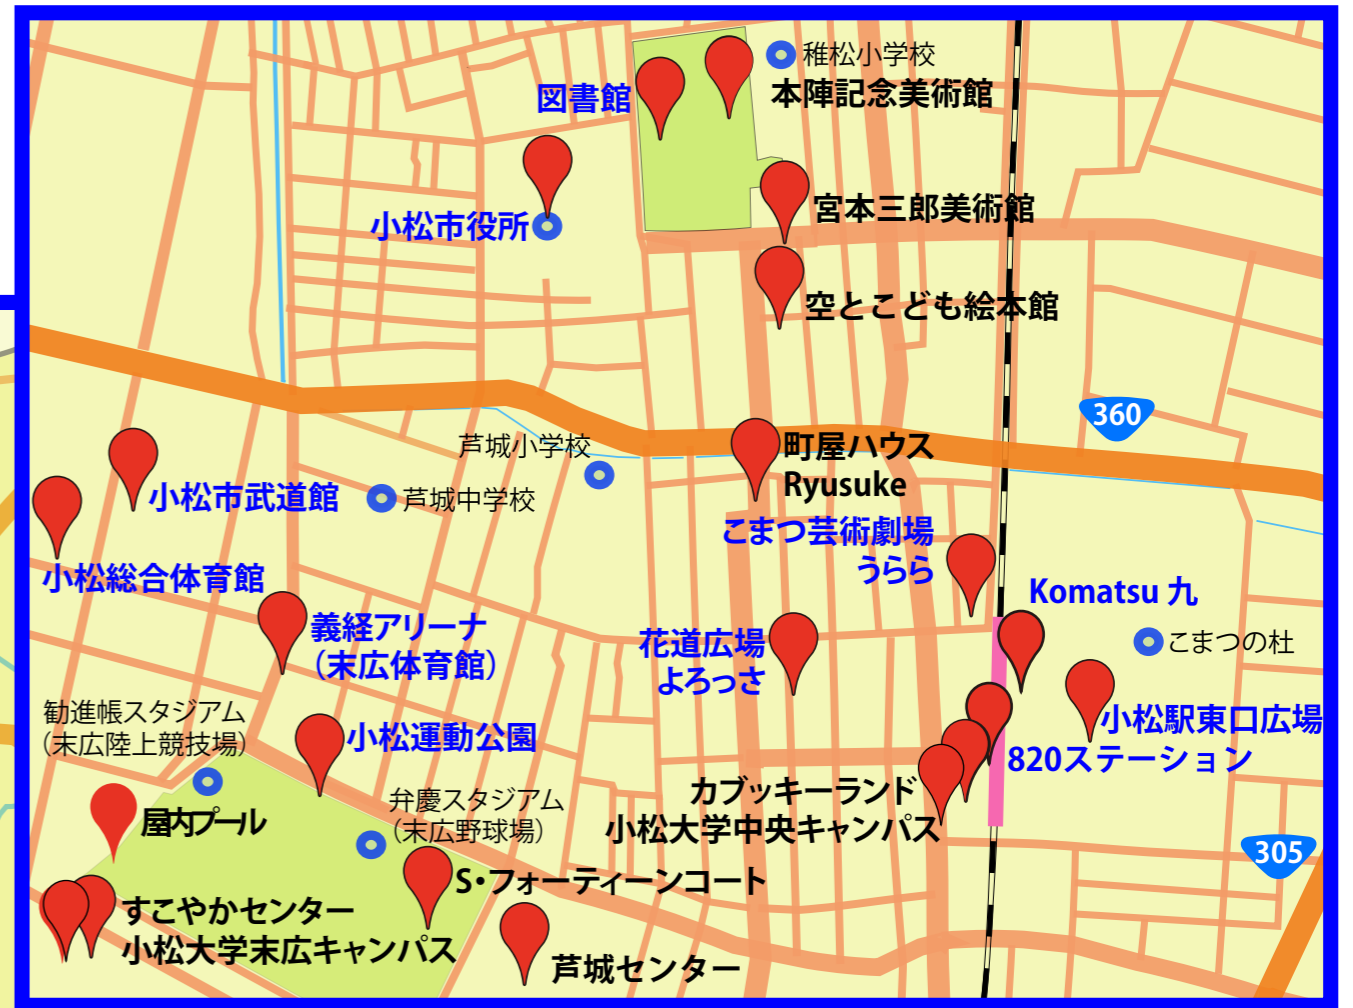 稚松小学校
図書館
本陣記念美術館
宮本三郎美術館
小松市役所
空とこども絵本館
360
町屋ハウス
Ryusuke
芦城小学校
小松市武道館
芦城中学校
こまつ芸術劇場
うらら
小松総合体育館
Komatsu 九
義経アリーナ
（末広体育館）
花道広場
よろっさ
こまつの杜
勧進帳スタジアム
（末広陸上競技場）
小松運動公園
小松駅東口広場
820ステーション
カブッキーランド
小松大学中央キャンパス
屋内プール
弁慶スタジアム
（末広野球場）
305
S・フォーティーンコート
すこやかセンター
小松大学末広キャンパス
芦城センター